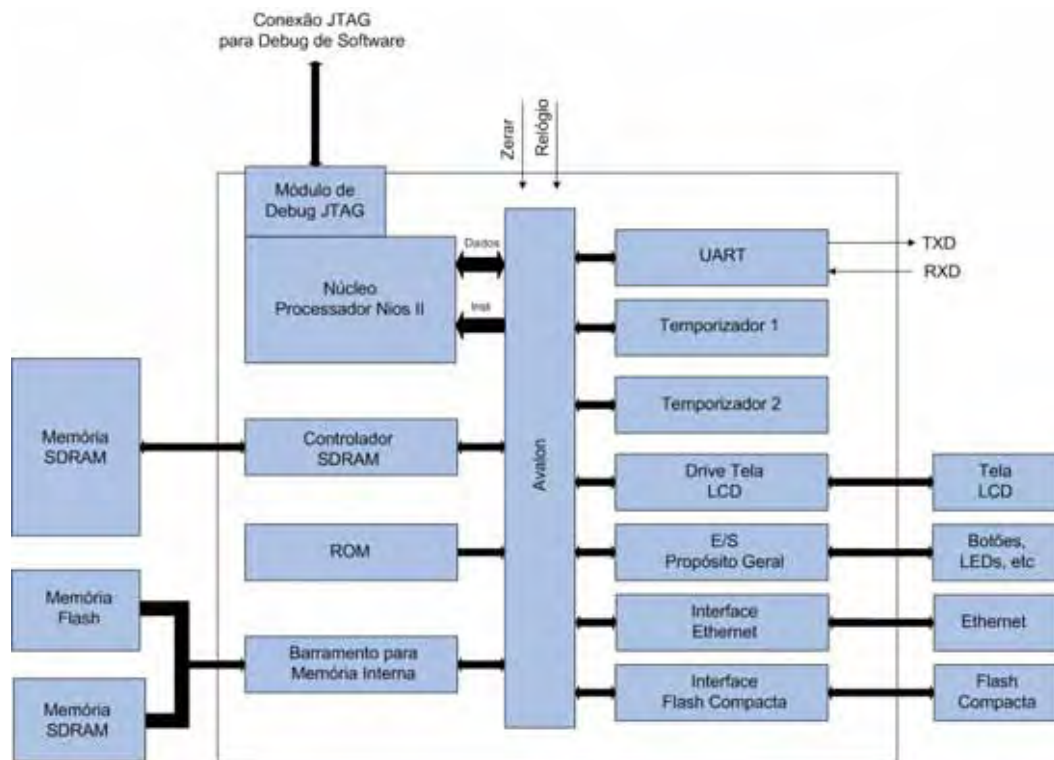 Conexão JTAG
para Debug de Software
Zerar
Relógio
Módulo de
Debug JTAG
Dados
Núcleo
Processador Nios II
Inst
UART
TXD
RXD
Temporizador 1
Temporizador 2
Memória
SDRAM
Controlador
SDRAM
Avalon
Drive Tela
LCD
Tela
LCD
ROM
E/S
Propósito Geral
Botões,
LEDs, etc
Memória
Flash
Interface
Ethernet
Ethernet
Barramento para
Memória Interna
Interface
Flash Compacta
Flash
Compacta
Memória
SDRAM